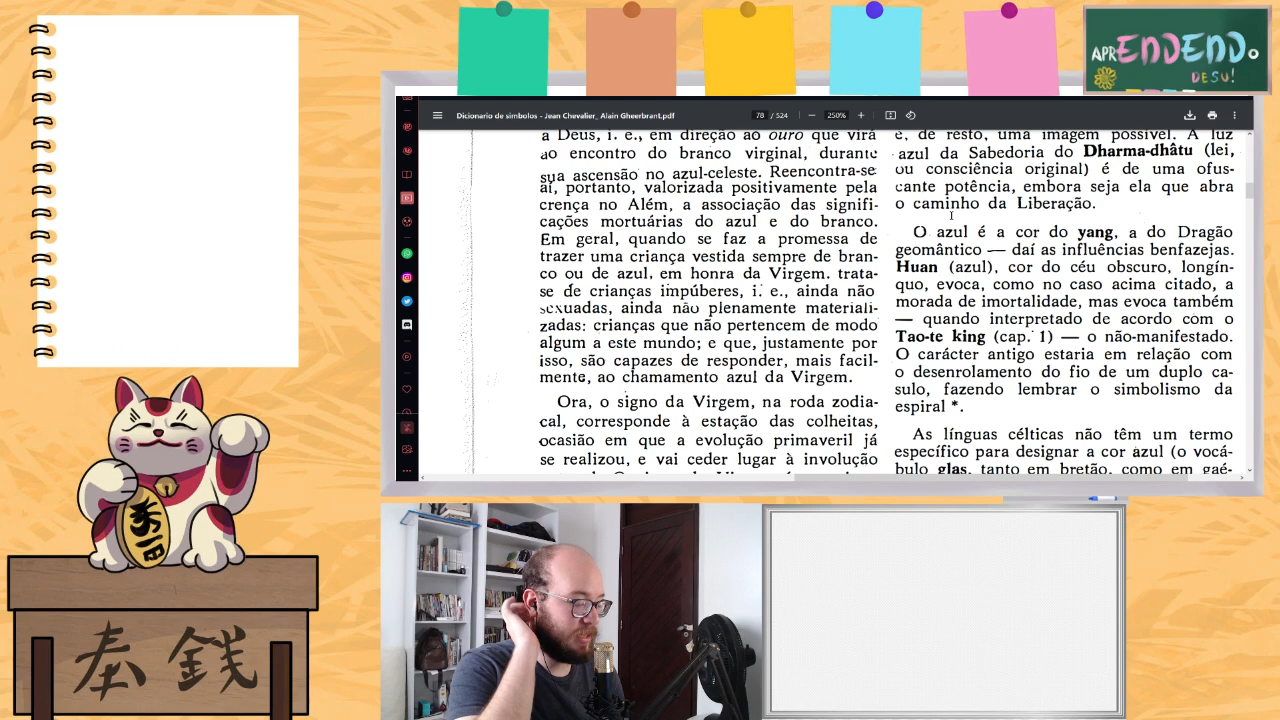 APRENDENDO
DESU!
Dicionario de simbolos - Jean Chevalier_ Alain Gheerbrant.pdf
78 / 524
250%
a Deus, i. e., em direção ao ouro que virá
ao encontro do branco virginal, durante
sua ascensão no azul-celeste. Reencontra-se
aí, portanto, valorizada positivamente pela
crença no Além, a associação das signifi-
cações mortuárias do azul e do branco.
Em geral, quando se faz a promessa de
trazer uma criança vestida sempre de bran-
co ou de azul, em honra da Virgem, trata-
se de crianças impúberes, i. e., ainda não
sexuadas, ainda não plenamente materiali-
zadas: crianças que não pertencem de modo
algum a este mundo; e que, justamente por
isso, são capazes de responder, mais facil-
mente, ao chamamento azul da Virgem.
Ora, o signo da Virgem, na roda zodia-
cal, corresponde à estação das colheitas,
ocasião em que a evolução primaveril já
se realizou, e vai ceder lugar à involução
é, de resto, uma imagem possível. A luz
azul da Sabedoria do Dharma-dhâtu (lei,
ou consciência original) é de uma ofus-
cante potência, embora seja ela que abra
o caminho da Liberação.
O azul é a cor do yang, a do Dragão
geomântico — daí as influências benfazejas.
Huan (azul), cor do céu obscuro, longín-
quo, evoca, como no caso acima citado, a
morada de imortalidade, mas evoca também
— quando interpretado de acordo com o
Tao-te king (cap. 1) — o não-manifestado.
O carácter antigo estaria em relação com
o desenrolamento do fio de um duplo ca-
sulo, fazendo lembrar o simbolismo da
espiral *.
As línguas célticas não têm um termo
específico para designar a cor azul (o vocá-
bulo glas, tanto em bretão, como em gaé-
奉銭